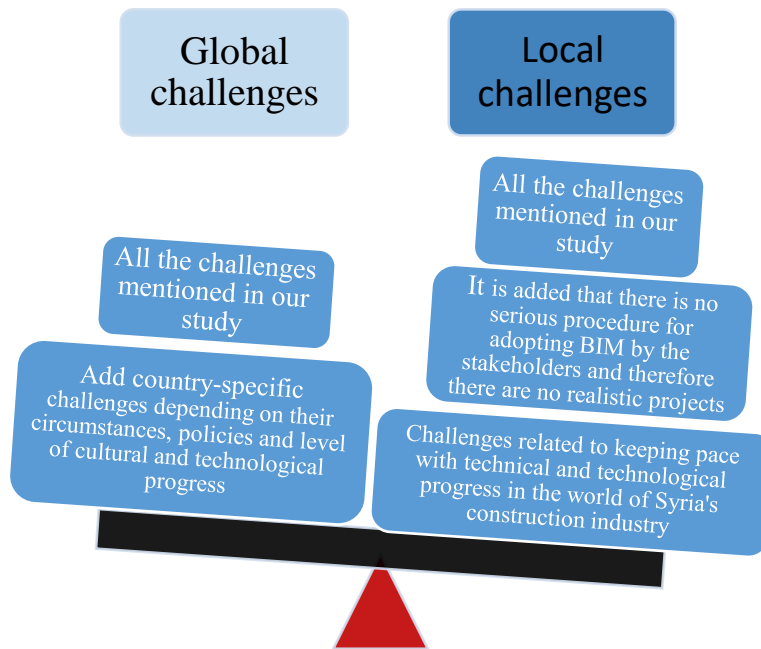 Global
challenges
Local
challenges
All the challenges
mentioned in our
study
Add country-specific
challenges depending on their
circumstances, policies and level
of cultural and technological
progress
All the challenges
mentioned in our
study
It is added that there is no
serious procedure for
adopting BIM by the
stakeholders and therefore
there are no realistic projects
Challenges related to keeping pace
with technical and technological
progress in the world of Syria's
construction industry